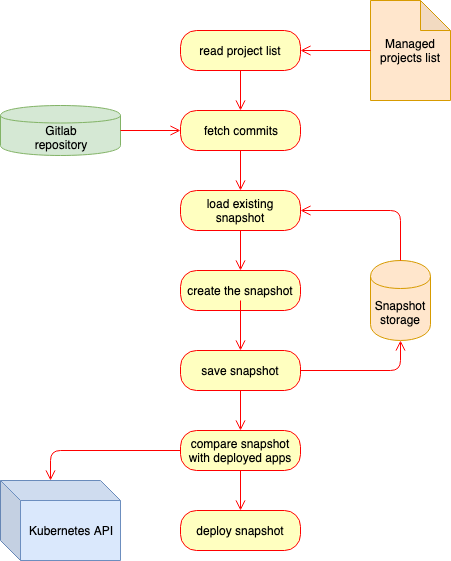 Managed
projects list
read project list
Gitlab
repository
fetch commits
load existing
snapshot
create the snapshot
Snapshot
storage
save snapshot
compare snapshot
with deployed apps
Kubernetes API
deploy snapshot